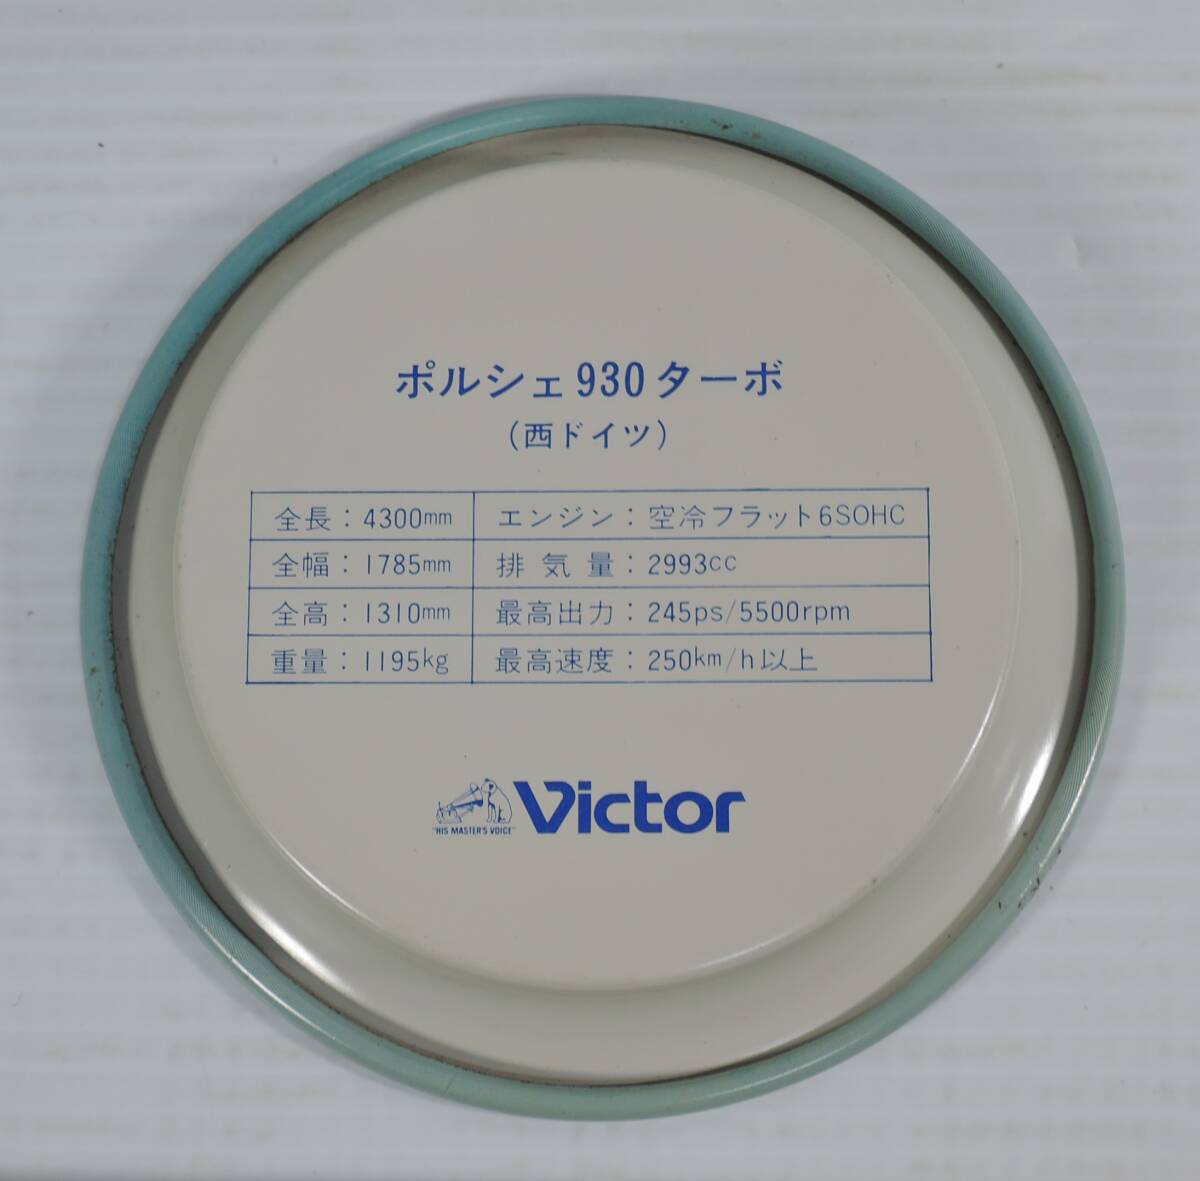 ポルシェ930ターボ
(西ドイツ)
全長:4300mm エンジン:空冷フラット6SOHC
全幅:1785mm 排気量:2993cc
全高:1310mm 最高出力:245ps/5500rpm
重量:1195kg 最高速度:250km/h以上
Victor
"HIS MASTER'S VOICE"